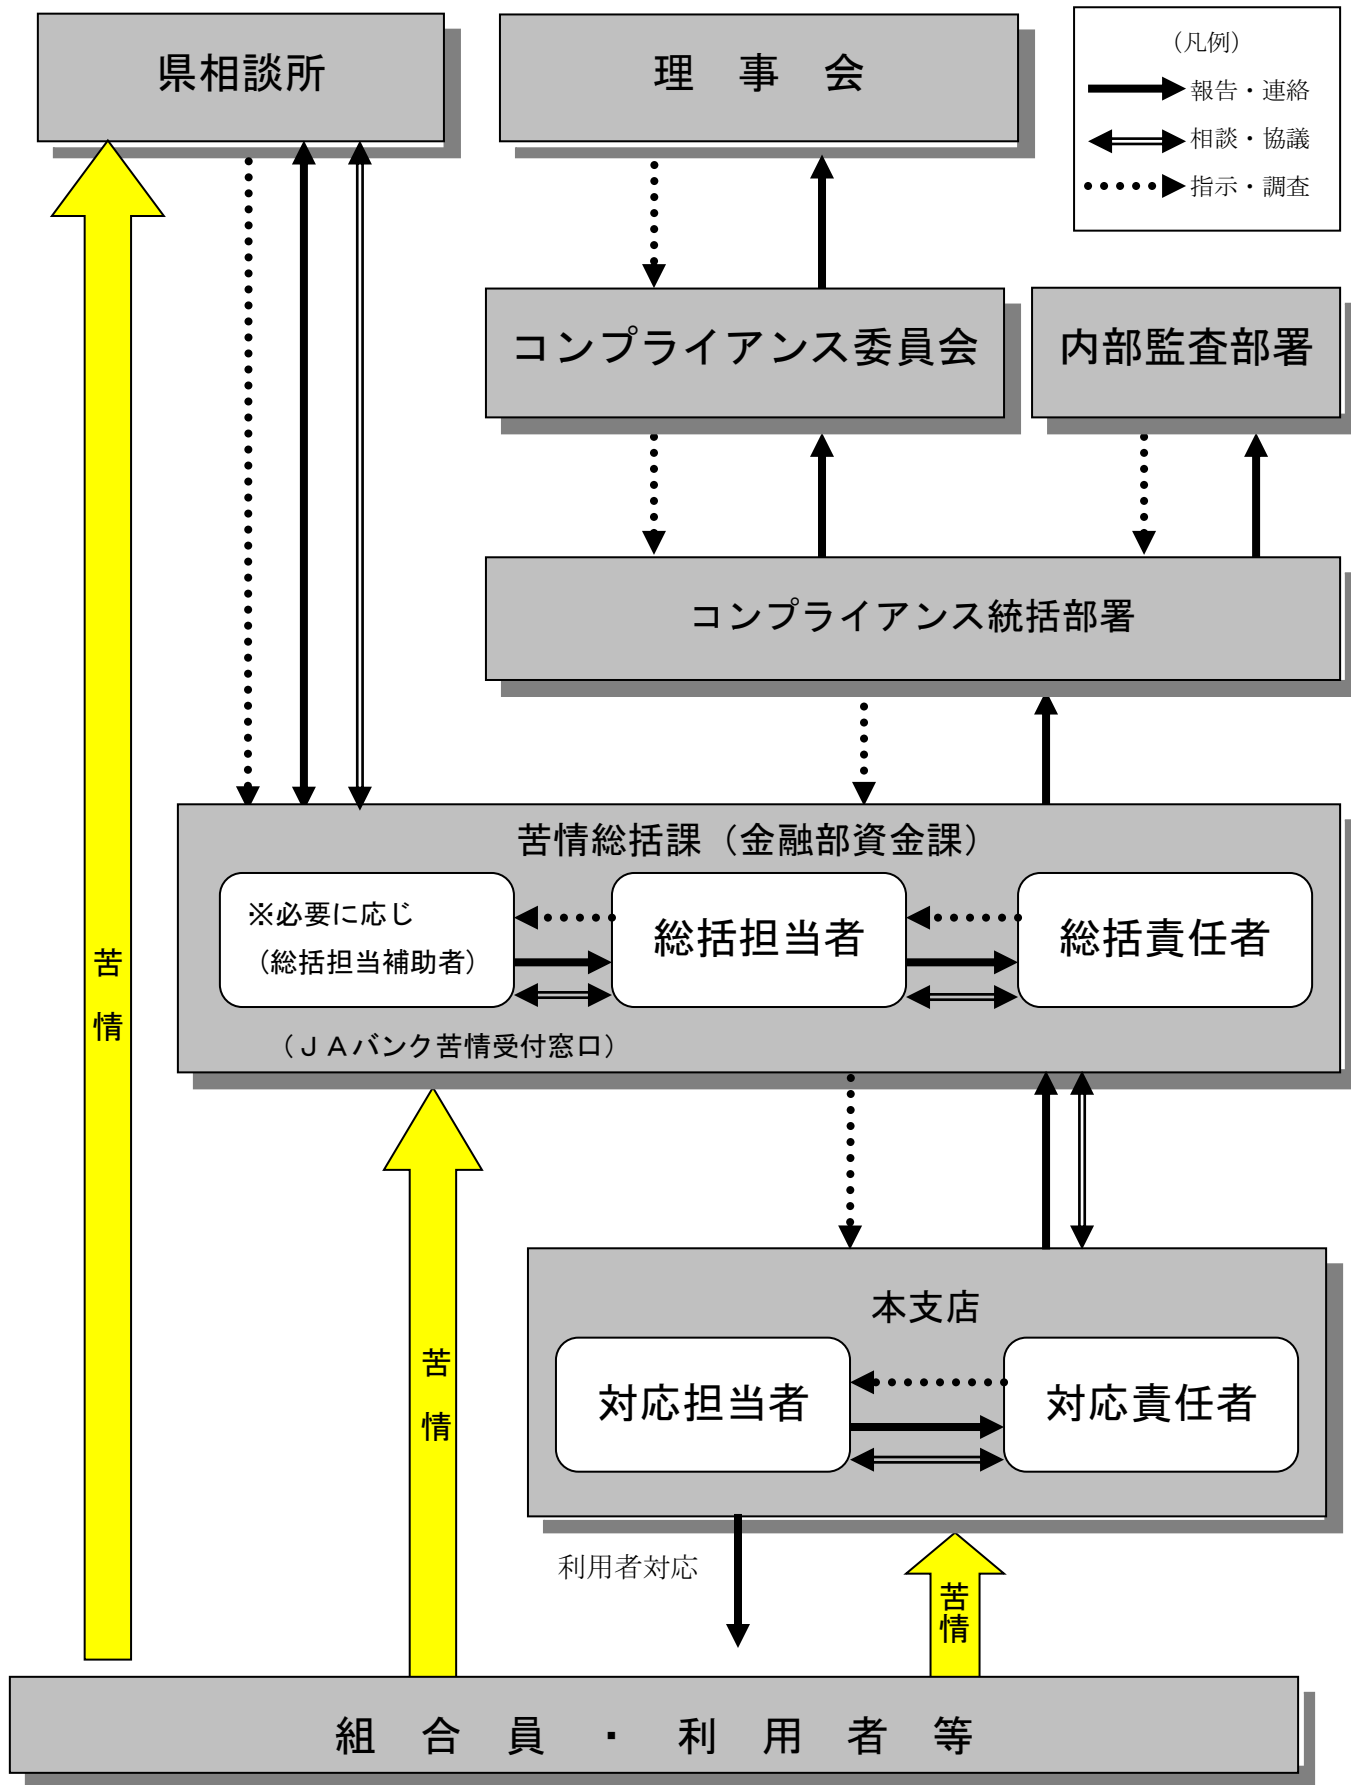 県相談所
理事会
（凡例）
報告・連絡
相談・協議
指示・調査
コンプライアンス委員会
内部監査部署
コンプライアンス統括部署
苦情総括課（金融部資金課）
※必要に応じ
（総括担当補助者）
総括担当者
総括責任者
（ＪＡバンク苦情受付窓口）
苦情
苦情
本支店
対応担当者
対応責任者
利用者対応
苦情
組合員・利用者等